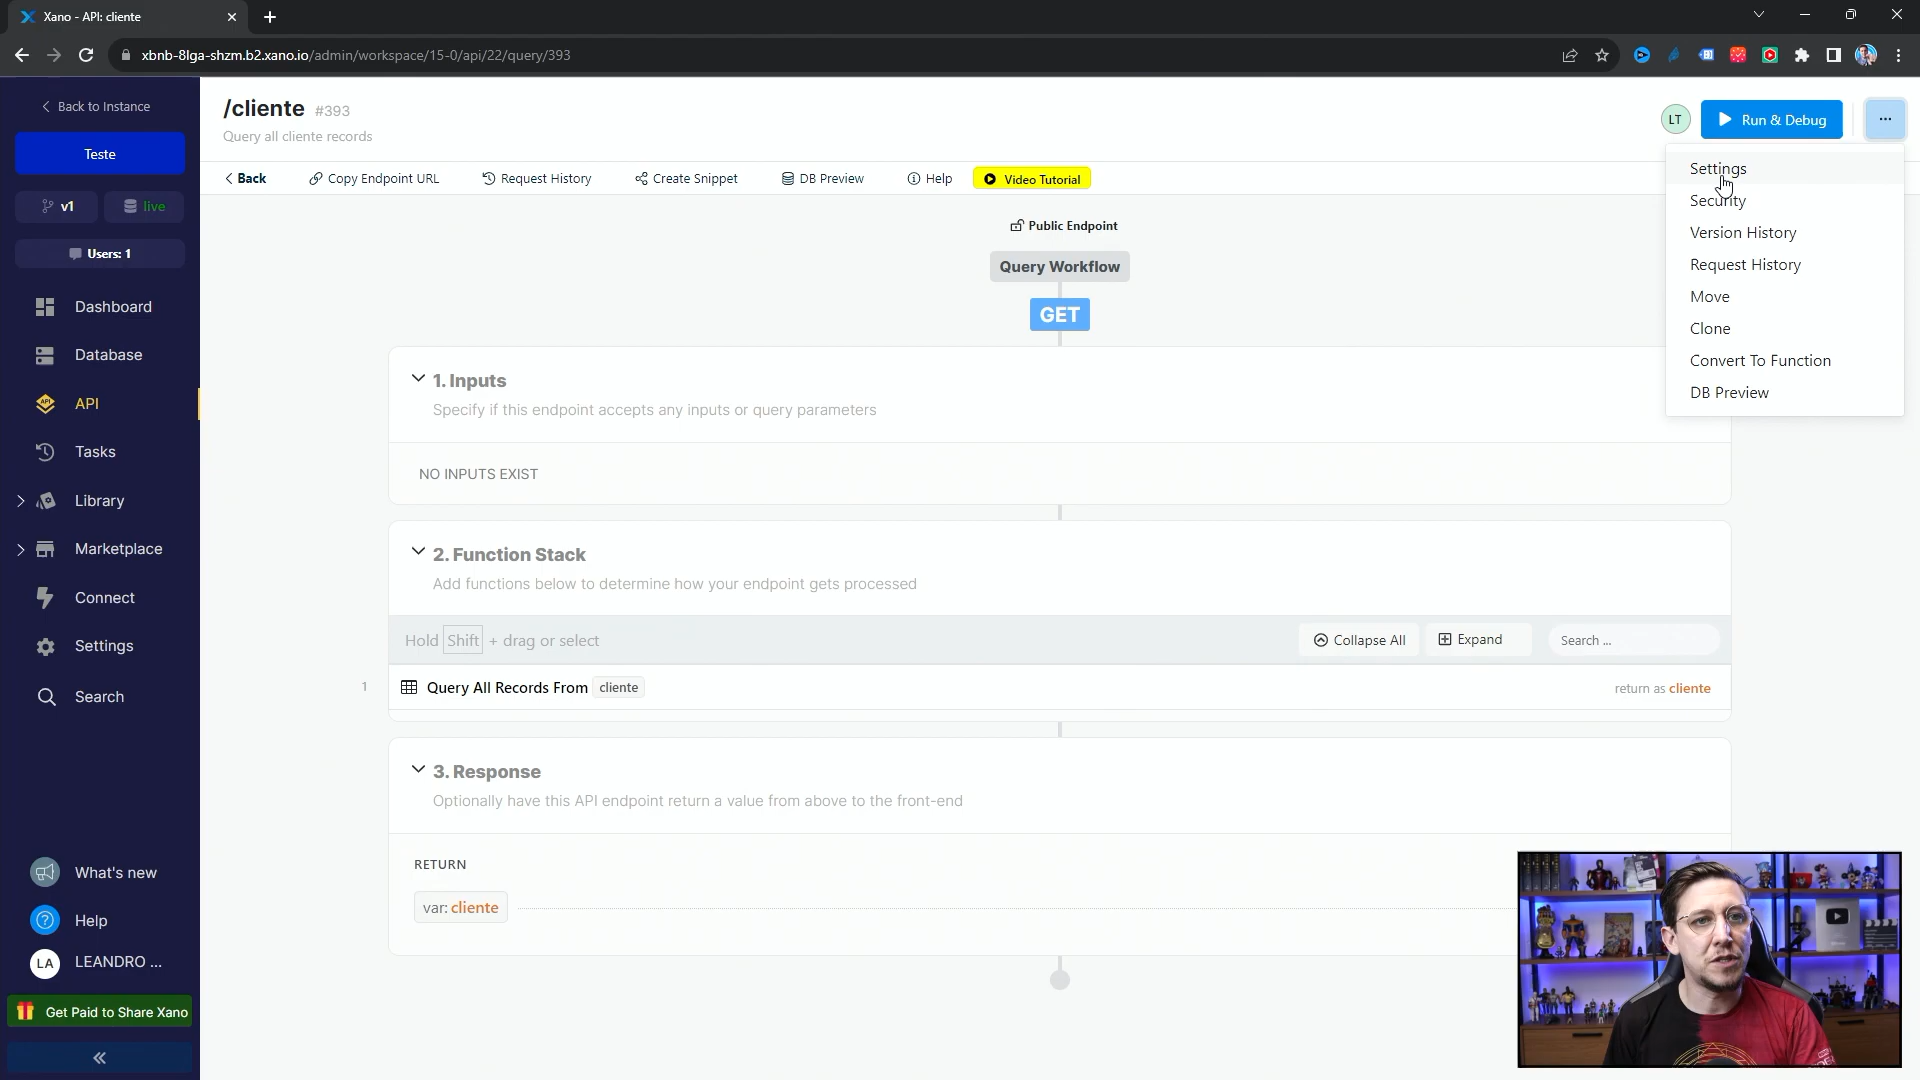 Xano - API: cliente
xbnb-8lga-shzm.b2.xano.io/admin/workspace/15-0/api/22/query/393
Back to Instance
Teste
v1
live
Users: 1
Dashboard
Database
API
Tasks
Library
Marketplace
Connect
Settings
Search
What's new
Help
LA
LEANDRO ...
Get Paid to Share Xano
/cliente #393
Query all cliente records
LT
Run & Debug
Back
Copy Endpoint URL
Request History
Create Snippet
DB Preview
Help
Video Tutorial
Settings
Security
Version History
Request History
Move
Clone
Convert To Function
DB Preview
Public Endpoint
Query Workflow
GET
1. Inputs
Specify if this endpoint accepts any inputs or query parameters
NO INPUTS EXIST
2. Function Stack
Add functions below to determine how your endpoint gets processed
Hold Shift + drag or select
Collapse All
Expand
Search ...
1
Query All Records From cliente
return as cliente
3. Response
Optionally have this API endpoint return a value from above to the front-end
RETURN
var: cliente